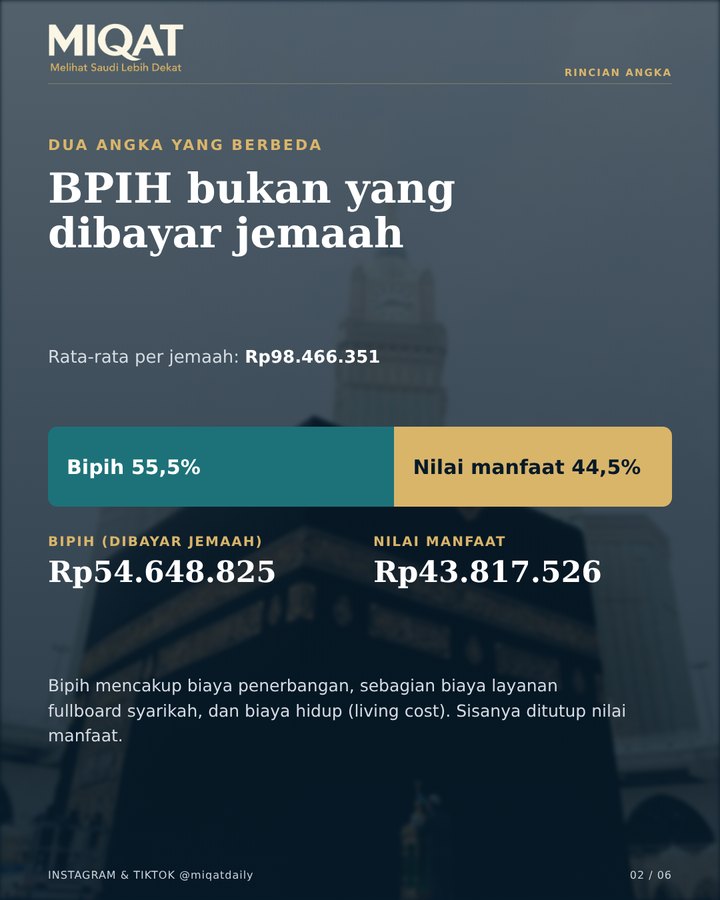 MIQAT
Melihat Saudi Lebih Dekat
RINCIAN ANGKA
DUA ANGKA YANG BERBEDA
BPIH bukan yang
dibayar jemaah
Rata-rata per jemaah: Rp98.466.351
Bipih 55,5%
Nilai manfaat 44,5%
BIPIH (DIBAYAR JEMAAH)
Rp54.648.825
NILAI MANFAAT
Rp43.817.526
Bipih mencakup biaya penerbangan, sebagian biaya layanan
fullboard syarikah, dan biaya hidup (living cost). Sisanya ditutup nilai
manfaat.
INSTAGRAM & TIKTOK @miqatdaily
02 / 06